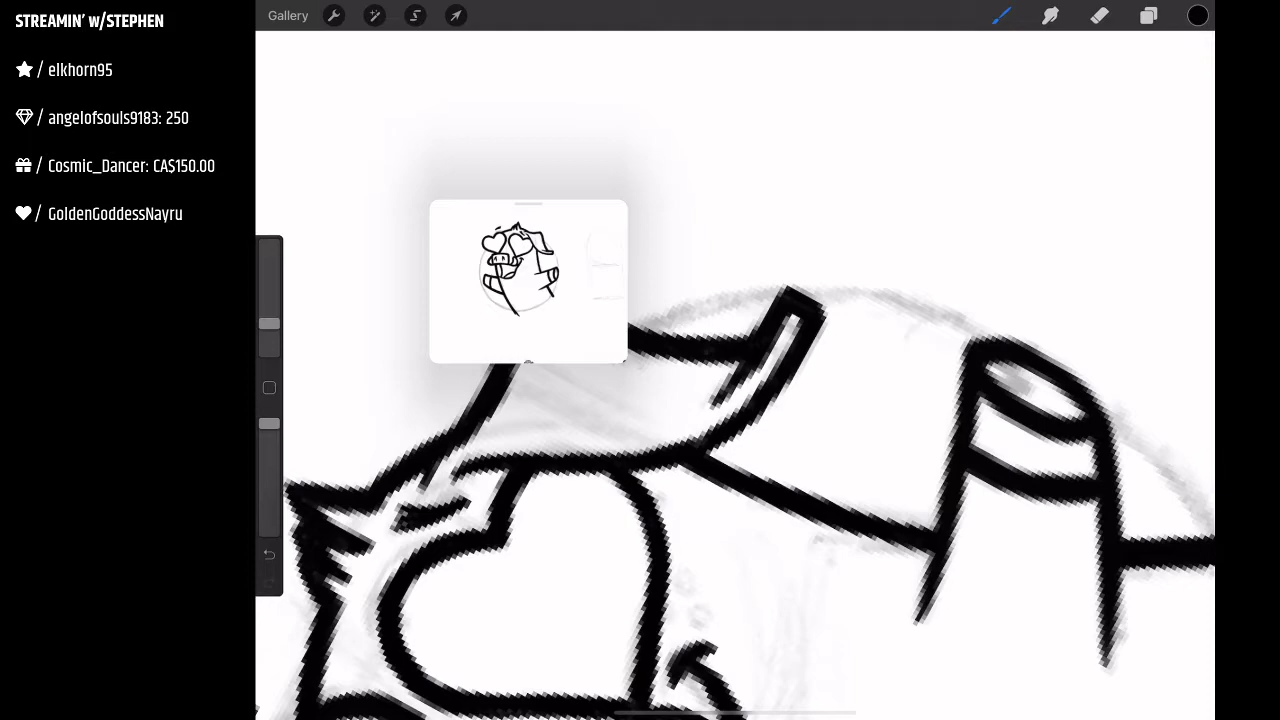 STREAMIN' w/STEPHEN
/ elkhorn95
/ angelofsouls9183: 250
/ Cosmic_Dancer: CA$150.00
/ GoldenGoddessNayru
Gallery